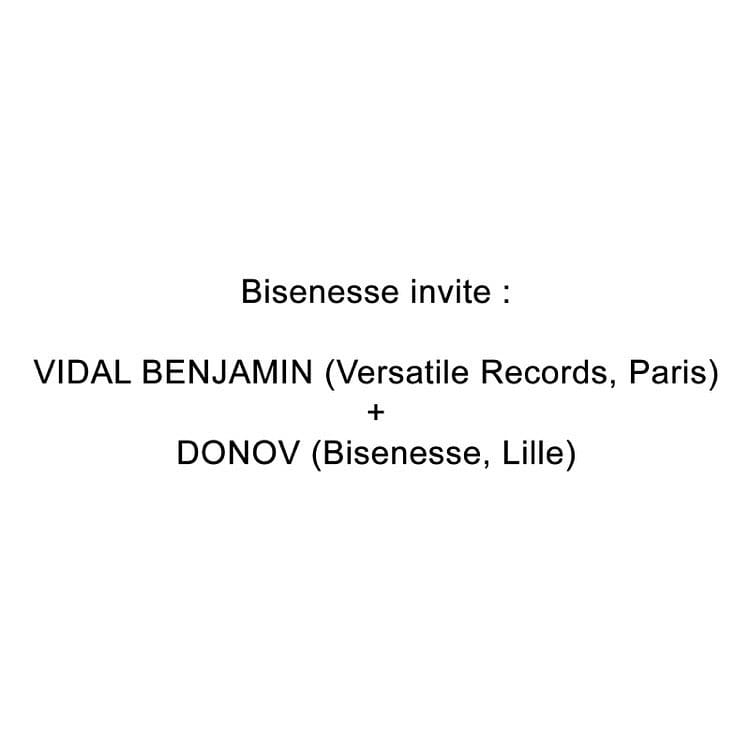 Bisenesse invite :
VIDAL BENJAMIN (Versatile Records, Paris)
+
DONOV (Bisenesse, Lille)